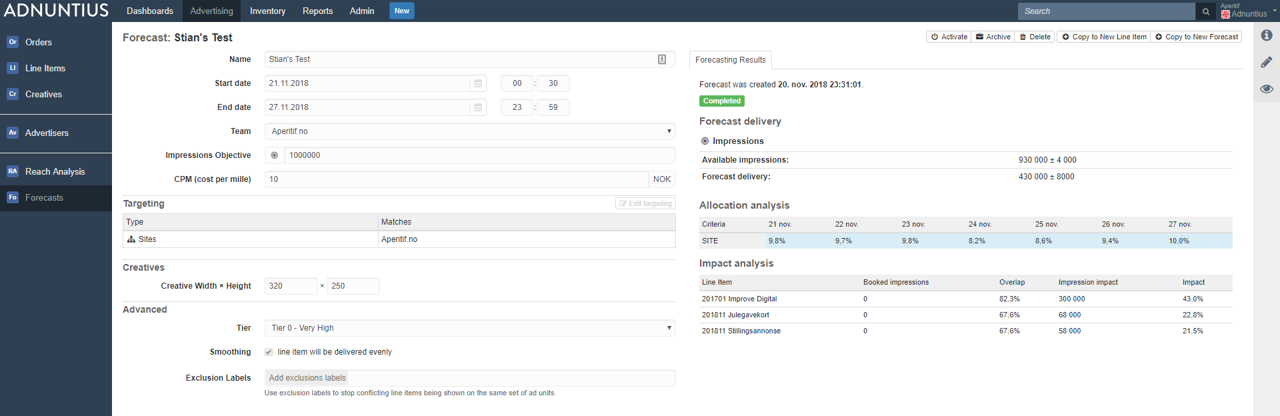 ADNUNTIUS Dashboards Advertising Inventory Reports Admin New Search Aperitif
Adnuntius
Or Orders
LI Line Items
Cr Creatives
Av Advertisers
RA Reach Analysis
Fo Forecasts
Forecast: Stian's Test
Activate Archive Delete Copy to New Line Item Copy to New Forecast
Name Stian's Test
Start date 21.11.2018 00 : 30
End date 27.11.2018 23 : 59
Team Aperitif.no
Impressions Objective 1000000
CPM (cost per mille) 10 NOK
Targeting Edit targeting
Type Matches
Sites Aperitif.no
Creatives
Creative Width × Height 320 × 250
Advanced
Tier Tier 0 - Very High
Smoothing line item will be delivered evenly
Exclusion Labels Add exclusions labels
Use exclusion labels to stop conflicting line items being shown on the same set of ad units.
Forecasting Results
Forecast was created 20. nov. 2018 23:31:01.
Completed
Forecast delivery
Impressions
Available impressions: 930 000 ± 4 000
Forecast delivery: 430 000 ± 8000
Allocation analysis
Criteria 21 nov. 22 nov. 23 nov. 24 nov. 25 nov. 26 nov. 27 nov.
SITE 9,8% 9,7% 9,8% 8,2% 8,6% 9,4% 10,0%
Impact analysis
Line Item Booked impressions Overlap Impression impact Impact
201701 Improve Digital 0 82,3% 300 000 43,0%
201811 Julegavekort 0 67,6% 68 000 22,8%
201811 Stillingsannonse 0 67,6% 58 000 21,5%